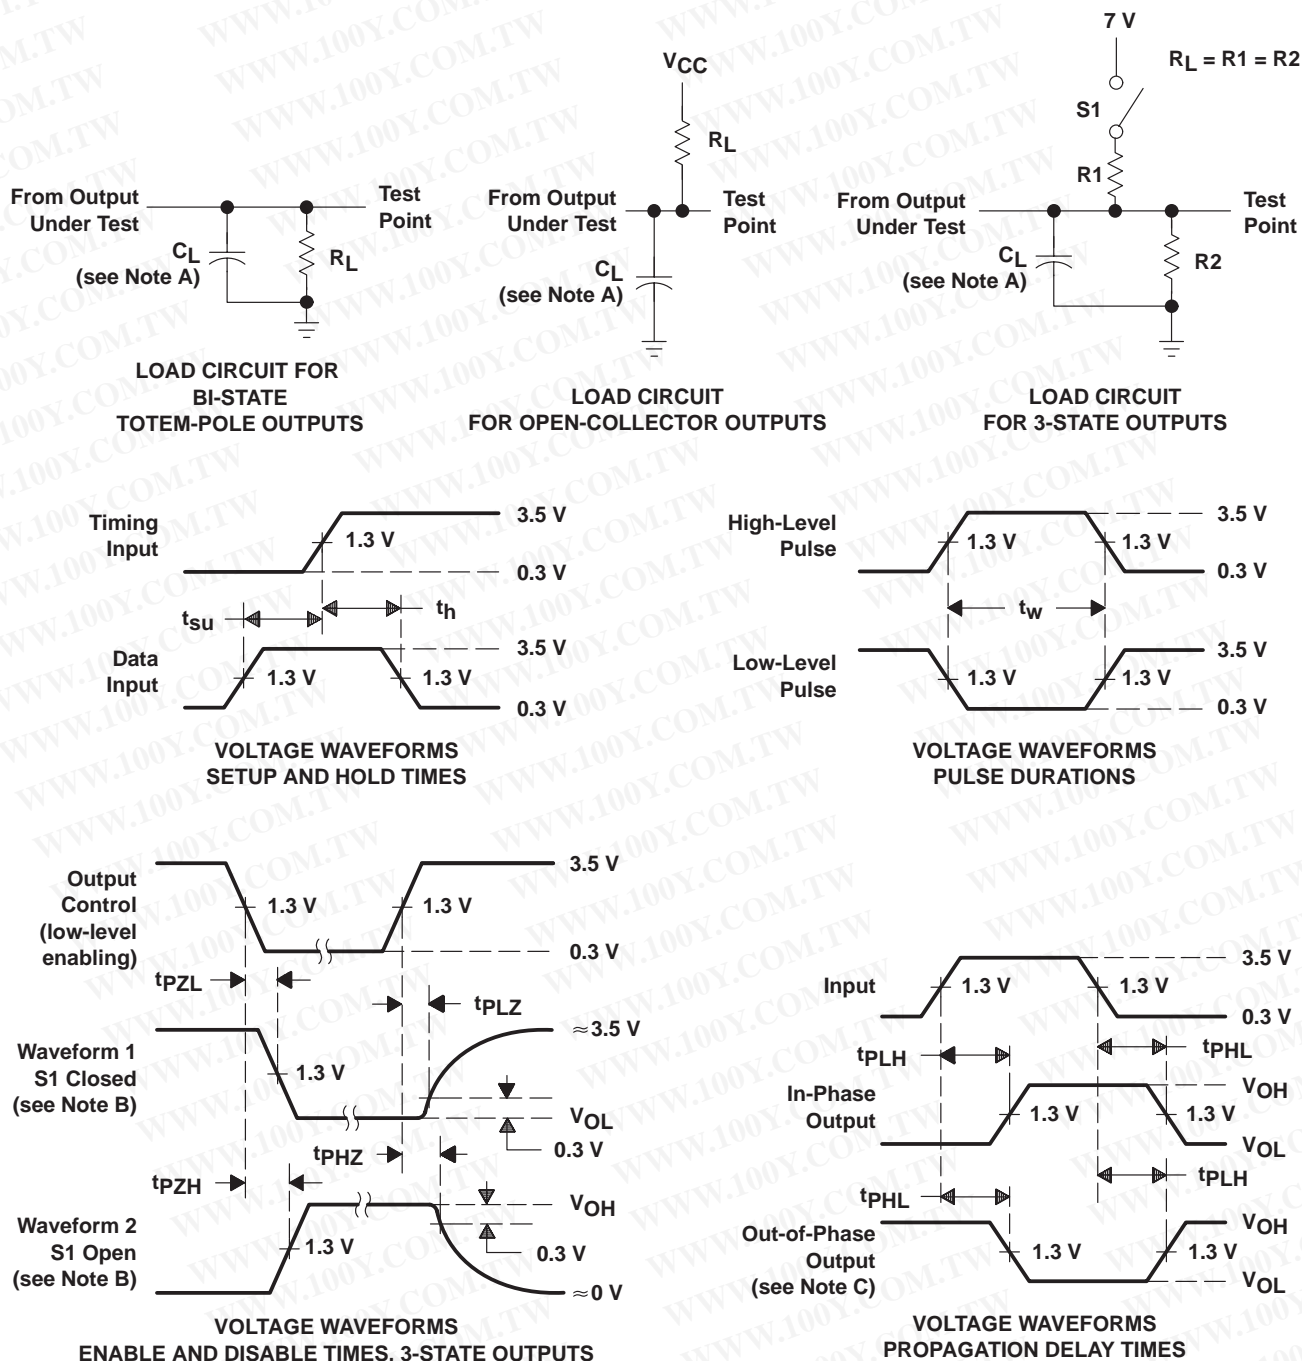 7 V
RL = R1 = R2
S1
R1
From Output
Under Test
Test
Point
CL
(see Note A)
R2
LOAD CIRCUIT
FOR 3-STATE OUTPUTS
VCC
RL
From Output
Under Test
Test
Point
CL
(see Note A)
LOAD CIRCUIT
FOR OPEN-COLLECTOR OUTPUTS
From Output
Under Test
Test
Point
CL
(see Note A)
RL
LOAD CIRCUIT FOR
BI-STATE
TOTEM-POLE OUTPUTS
Timing
Input
1.3 V
3.5 V
0.3 V
tsu
th
Data
Input
1.3 V
1.3 V
3.5 V
0.3 V
VOLTAGE WAVEFORMS
SETUP AND HOLD TIMES
High-Level
Pulse
1.3 V
1.3 V
3.5 V
0.3 V
tw
Low-Level
Pulse
1.3 V
1.3 V
3.5 V
0.3 V
VOLTAGE WAVEFORMS
PULSE DURATIONS
Output
Control
(low-level
enabling)
1.3 V
1.3 V
3.5 V
0.3 V
tPZL
tPLZ
Waveform 1
S1 Closed
(see Note B)
1.3 V
≈3.5 V
VOL
0.3 V
tPHZ
tPZH
Waveform 2
S1 Open
(see Note B)
1.3 V
VOH
0.3 V
≈0 V
VOLTAGE WAVEFORMS
ENABLE AND DISABLE TIMES, 3-STATE OUTPUTS
Input
1.3 V
1.3 V
3.5 V
0.3 V
tPLH
tPHL
In-Phase
Output
1.3 V
1.3 V
VOH
VOL
tPHL
tPLH
Out-of-Phase
Output
(see Note C)
1.3 V
1.3 V
VOH
VOL
VOLTAGE WAVEFORMS
PROPAGATION DELAY TIMES
WWW.100Y.COM.TW